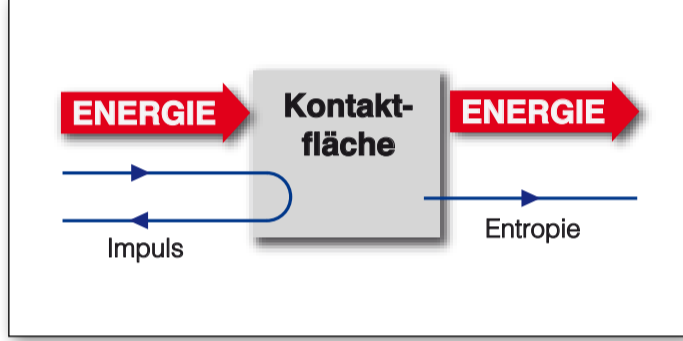 ENERGIE
Kontakt-
fläche
ENERGIE
Impuls
Entropie